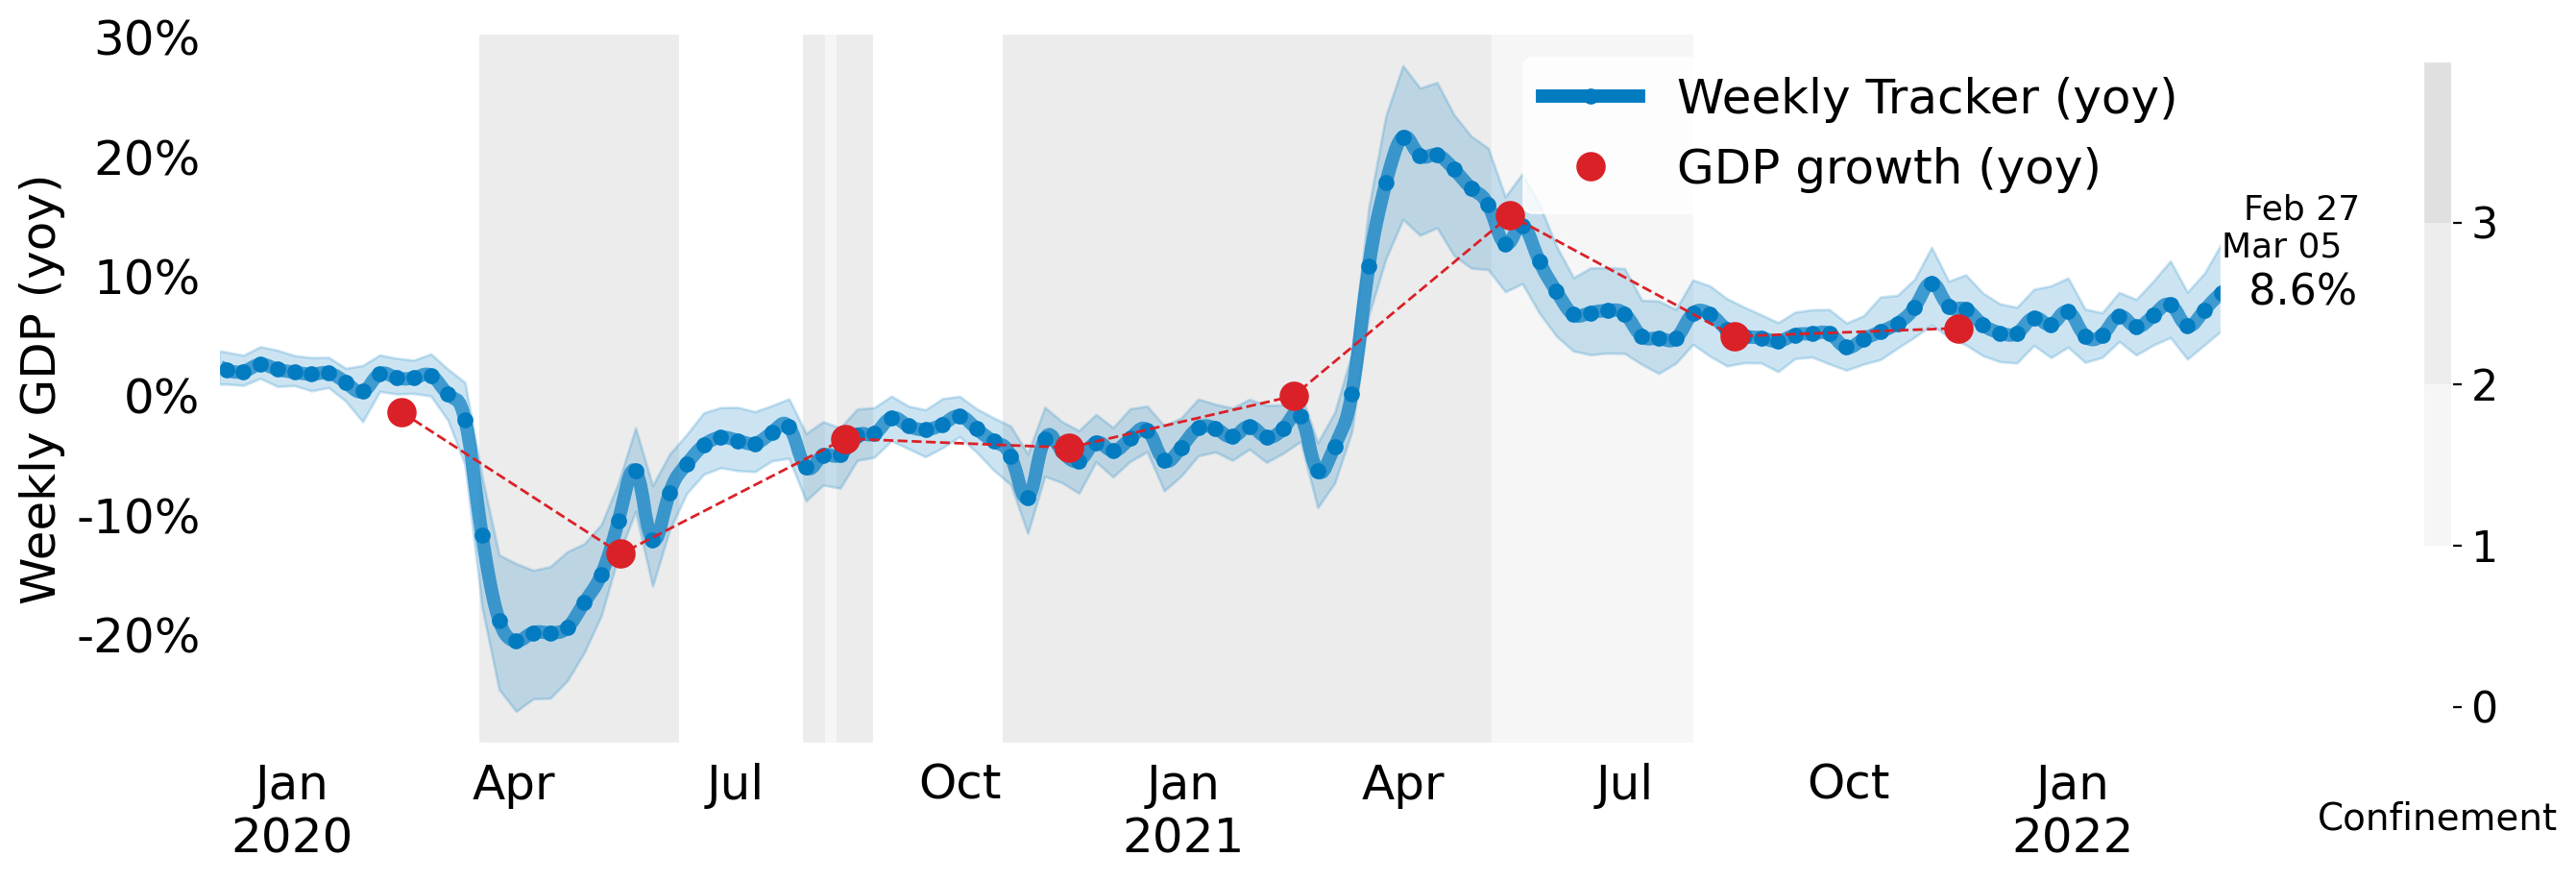 Weekly GDP (yoy)
30%
20%
10%
0%
-10%
-20%
Weekly Tracker (yoy)
GDP growth (yoy)
Feb 27
Mar 05
8.6%
3
2
1
0
Confinement
Jan
2020
Apr
Jul
Oct
Jan
2021
Apr
Jul
Oct
Jan
2022